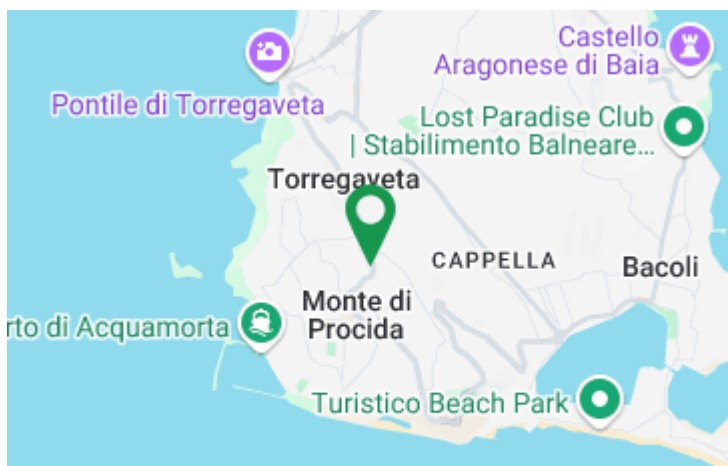 Castello
Aragonese di Baia
Pontile di Torregaveta
Lost Paradise Club
| Stabilimento Balneare...
Torregaveta
CAPPELLA
Bacoli
Monte di
Procida
rto di Acquamorta
Turistico Beach Park